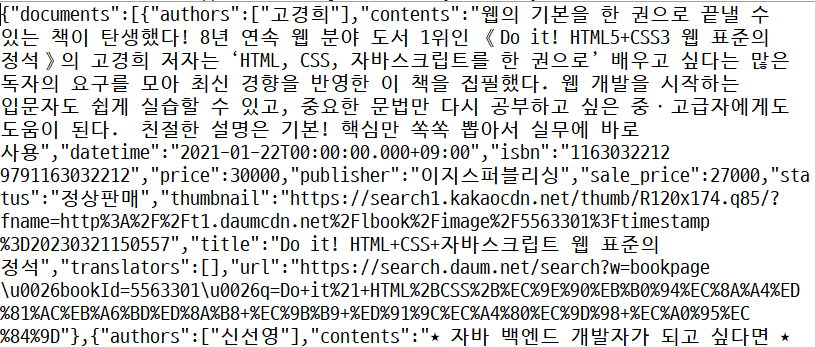 {"documents":[{"authors":["고경희"],"contents":"웹의 기본을 한 권으로 끝낼 수
있는 책이 탄생했다! 8년 연속 웹 분야 도서 1위인 《Do it! HTML5+CSS3 웹 표준의
정석》의 고경희 저자는 ‘HTML, CSS, 자바스크립트를 한 권으로’ 배우고 싶다는 많은
독자의 요구를 모아 최신 경향을 반영한 이 책을 집필했다. 웹 개발을 시작하는
입문자도 쉽게 실습할 수 있고, 중요한 문법만 다시 공부하고 싶은 중·고급자에게도
도움이 된다.  친절한 설명은 기본! 핵심만 쏙쏙 뽑아서 실무에 바로
사용","datetime":"2021-01-22T00:00:00.000+09:00","isbn":"1163032212
9791163032212","price":30000,"publisher":"이지스퍼블리싱","sale_price":27000,"sta
tus":"정상판매","thumbnail":"https://search1.kakaocdn.net/thumb/R120x174.q85/?
fname=http%3A%2F%2Ft1.daumcdn.net%2Flbook%2Fimage%2F5563301%3Ftimestamp
%3D20230321150557","title":"Do it! HTML+CSS+자바스크립트 웹 표준의
정석","translators":[],"url":"https://search.daum.net/search?w=bookpage
\u0026bookId=5563301\u0026q=Do+it%21+HTML%2BCSS%2B%EC%9E%90%EB%B0%94%EC%8A%A4%ED
%81%AC%EB%A6%BD%ED%8A%B8+%EC%9B%B9+%ED%91%9C%EC%A4%80%EC%9D%98+%EC%A0%95%EC
%84%9D"},{"authors":["신선영"],"contents":"★ 자바 백엔드 개발자가 되고 싶다면 ★